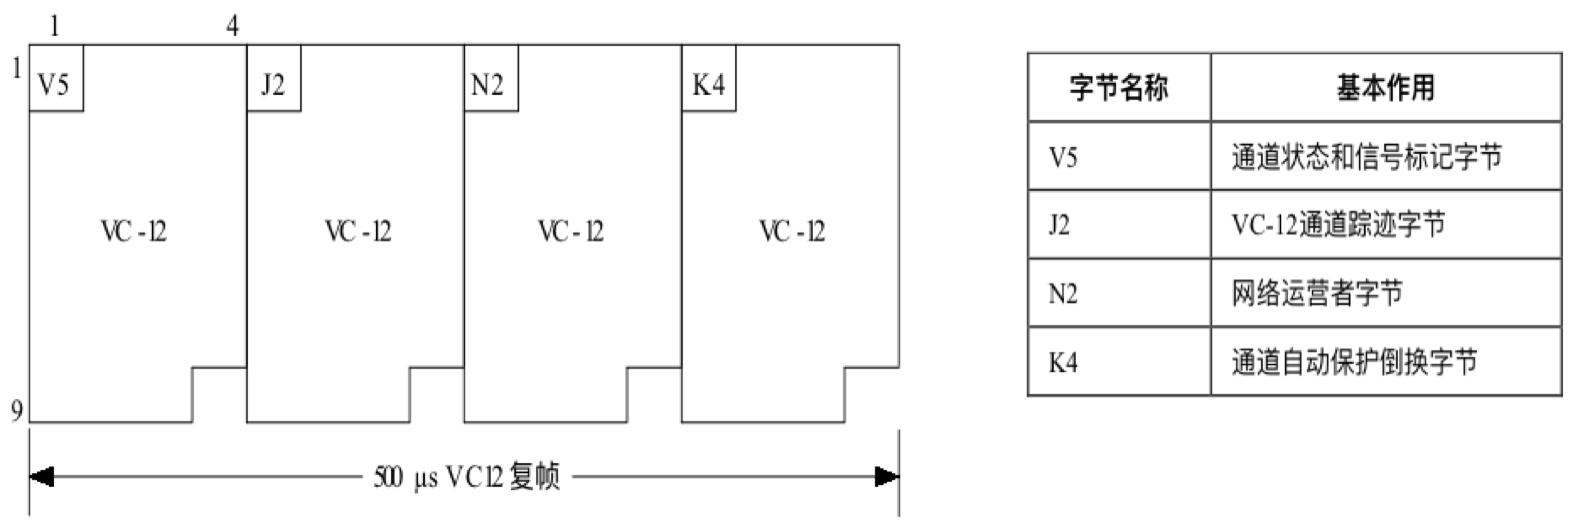 1 4
1
V5 J2 N2 K4
VC-12 VC-12 VC-12 VC-12
9
500 μs VC12 复帧
字节名称 基本作用
V5 通道状态和信号标记字节
J2 VC-12通道踪迹字节
N2 网络运营者字节
K4 通道自动保护倒换字节